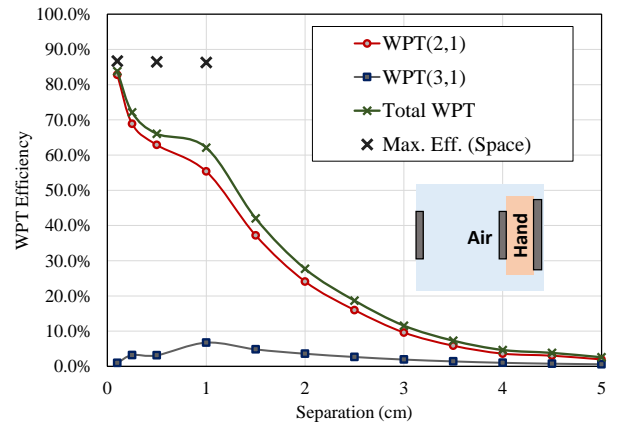 100.0%
90.0%
80.0%
70.0%
60.0%
50.0%
40.0%
30.0%
20.0%
10.0%
0.0%
WPT Efficiency
WPT(2,1)
WPT(3,1)
Total WPT
Max. Eff. (Space)
Air
Hand
0 1 2 3 4 5
Separation (cm)